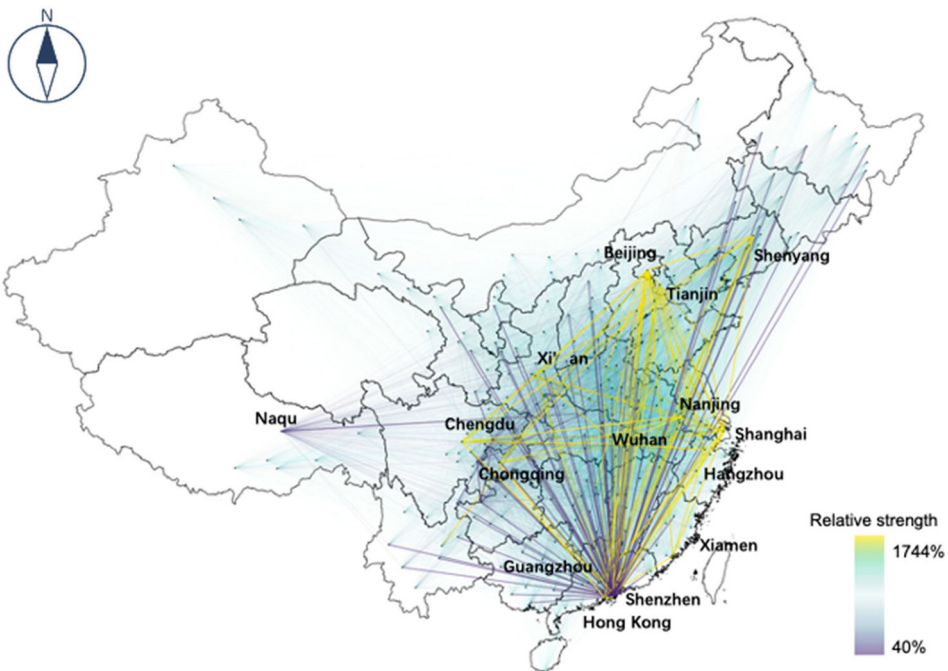 N
Beijing
Shenyang
Tianjin
Xi' an
Naqu
Chengdu
Nanjing
Wuhan
Shanghai
Chongqing
Hangzhou
Relative strength
1744%
Xiamen
Guangzhou
Shenzhen
Hong Kong
40%